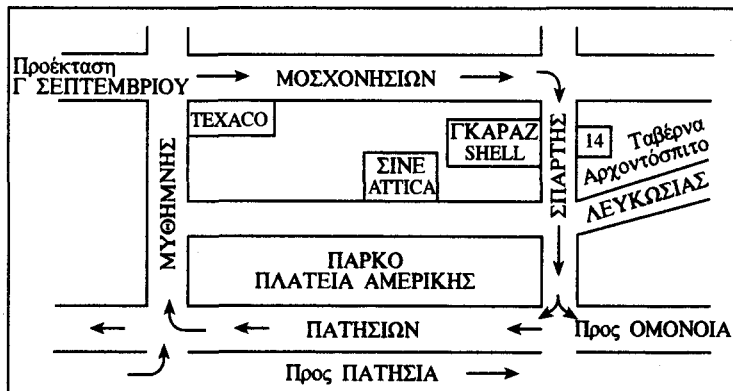 Προέκταση
Γ ΣΕΠΤΕΜΒΡΙΟΥ
ΜΟΣΧΟΝΗΣΙΩΝ
TEXACO
ΓΚΑΡΑΖ
SHELL
ΣΙΝΕ
ATTICA
14
Ταβέρνα
Αρχοντόσπιτο
ΛΕΥΚΩΣΙΑΣ
ΣΠΑΡΤΗΣ
ΜΥΘΗΜΝΗΣ
ΠΑΡΚΟ
ΠΛΑΤΕΙΑ ΑΜΕΡΙΚΗΣ
ΠΑΤΗΣΙΩΝ
Προς ΟΜΟΝΟΙΑ
Προς ΠΑΤΗΣΙΑ